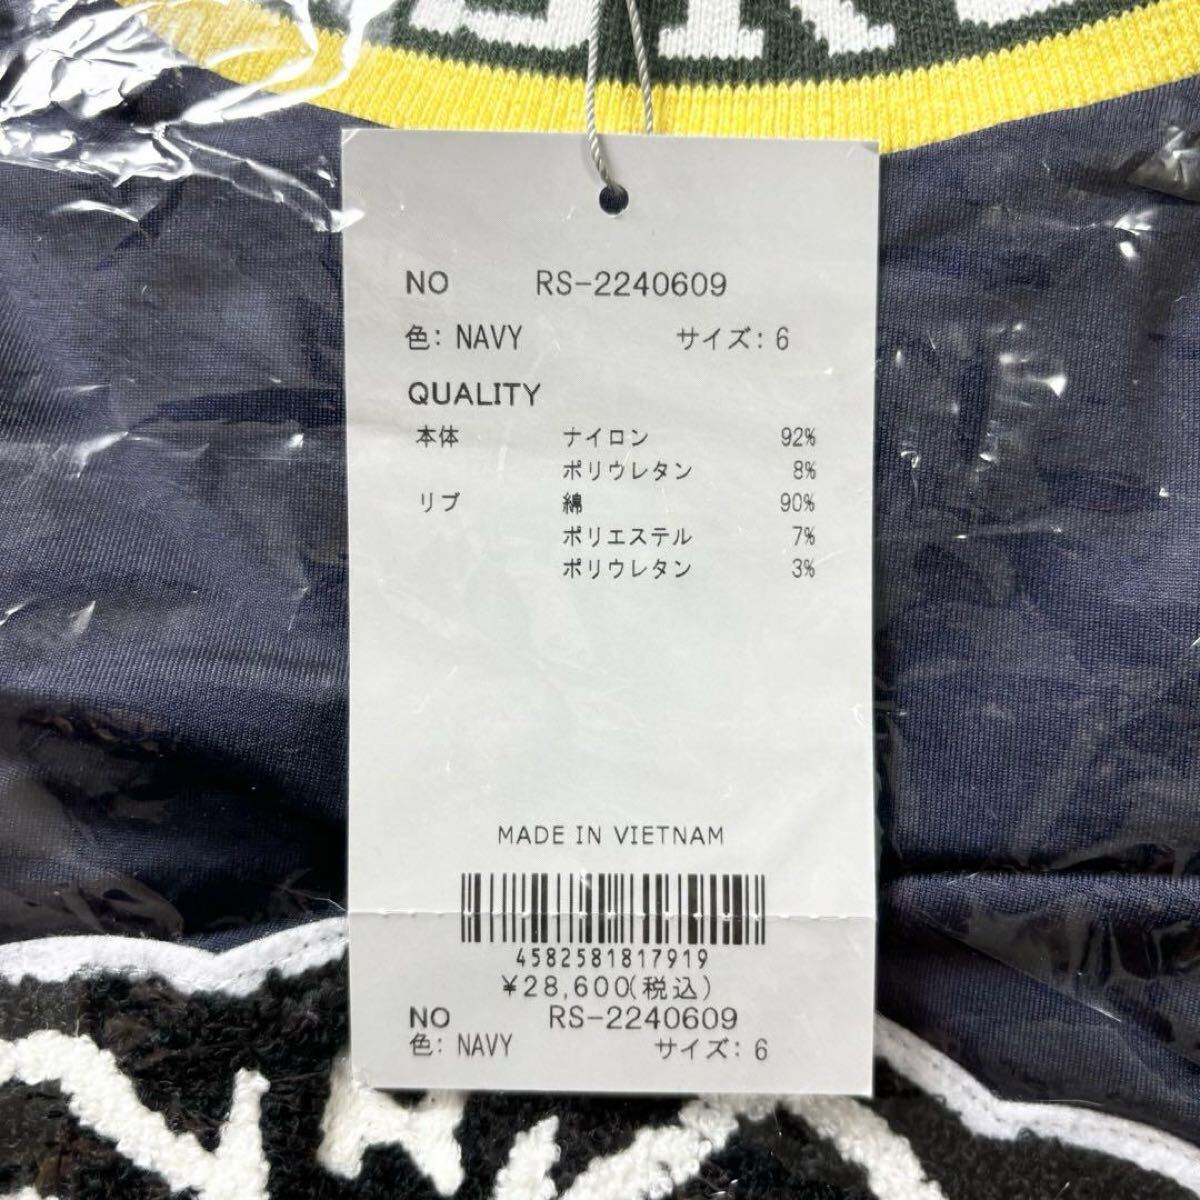 NO RS-2240609
色: NAVY サイズ: 6
QUALITY
本体 ナイロン 92%
ポリウレタン 8%
リブ 綿 90%
ポリエステル 7%
ポリウレタン 3%
MADE IN VIETNAM
4582581817919
¥28,600(税込)
NO RS-2240609
色: NAVY サイズ: 6